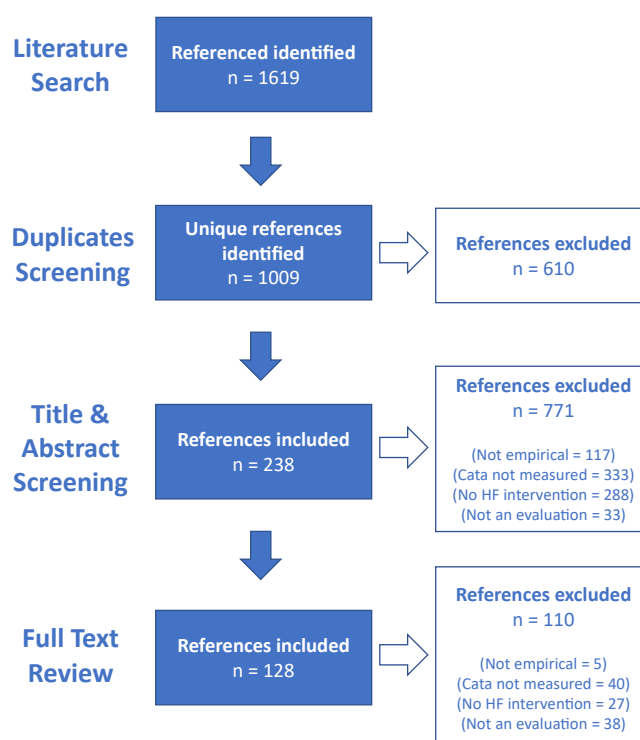 Literature
Search
Referenced identified
n = 1619
Duplicates
Screening
Unique references
identified
n = 1009
References excluded
n = 610
Title &
Abstract
Screening
References included
n = 238
References excluded
n = 771
(Not empirical = 117)
(Cata not measured = 333)
(No HF intervention = 288)
(Not an evaluation = 33)
Full Text
Review
References included
n = 128
References excluded
n = 110
(Not empirical = 5)
(Cata not measured = 40)
(No HF intervention = 27)
(Not an evaluation = 38)